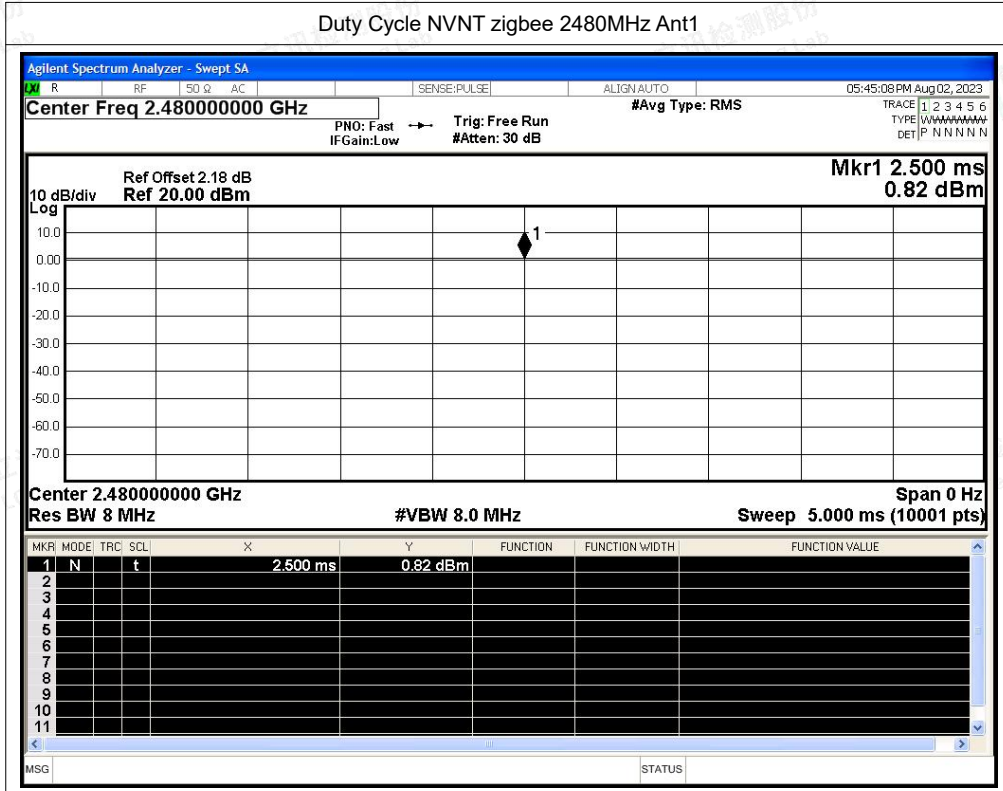 Duty Cycle NVNT zigbee 2480MHz Ant1
Agilent Spectrum Analyzer - Swept SA
LXI R RF 50 Ω AC SENSE:PULSE ALIGN AUTO 05:45:08 PM Aug 02, 2023
Center Freq 2.480000000 GHz #Avg Type: RMS TRACE 1 2 3 4 5 6
PNO: Fast Trig: Free Run TYPE WWWWWW
IFGain:Low #Atten: 30 dB DET P N N N N N
Mkr1 2.500 ms
Ref Offset 2.18 dB
10 dB/div Ref 20.00 dBm 0.82 dBm
Log
10.0
1
0.00
-10.0
-20.0
-30.0
-40.0
-50.0
-60.0
-70.0
Center 2.480000000 GHz Span 0 Hz
Res BW 8 MHz #VBW 8.0 MHz Sweep 5.000 ms (10001 pts)
MKR MODE TRC SCL X Y FUNCTION FUNCTION WIDTH FUNCTION VALUE
1 N t 2.500 ms 0.82 dBm
2
3
4
5
6
7
8
9
10
11
MSG STATUS